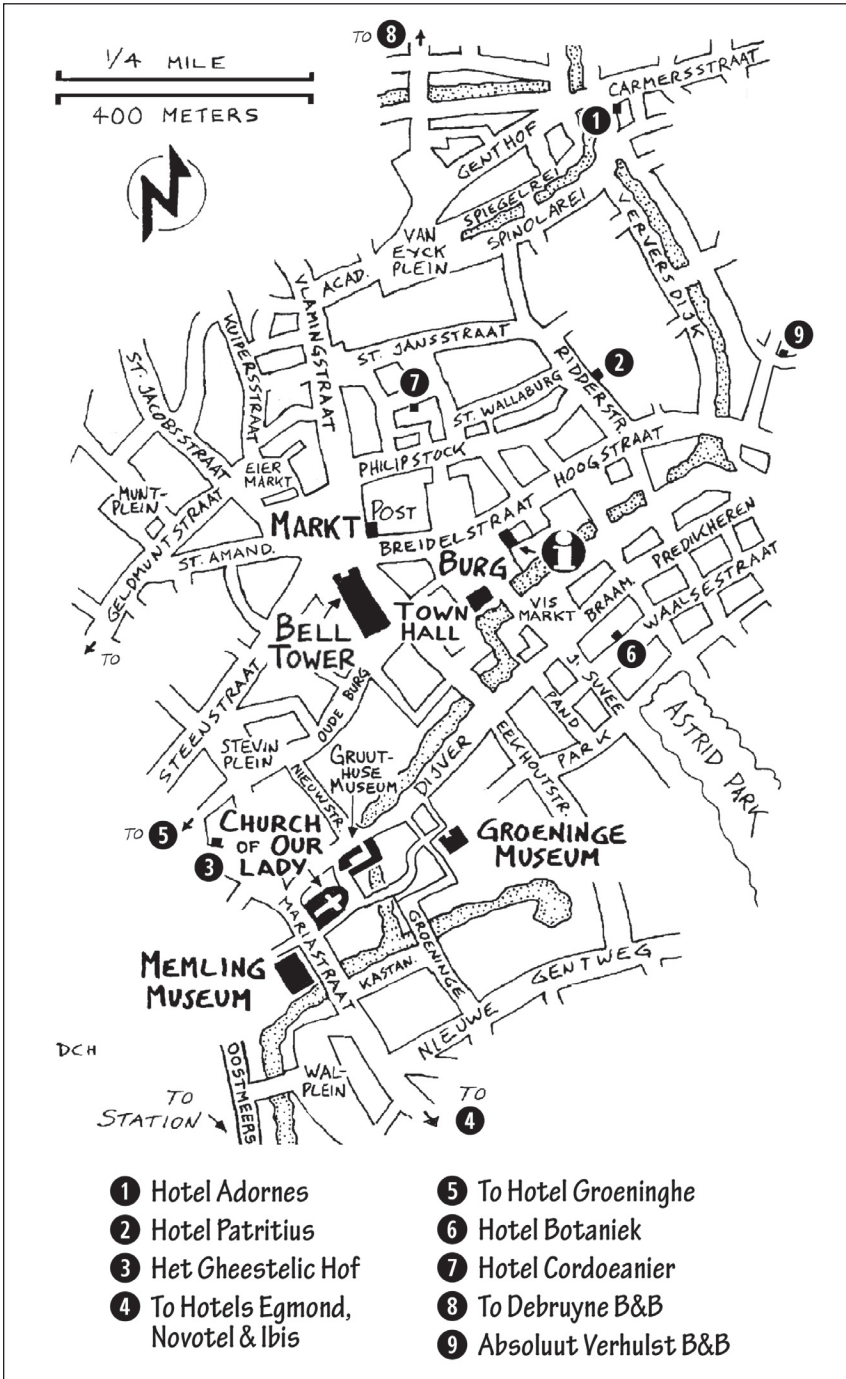 TO 8
1/4 MILE
400 METERS
CARMERSSTRAAT
1
GENTHOF
SPIEGELREI
SPINOLAREI
VAN
EYCK
PLEIN
VERVERSDIJK
ACAD.
VLAMINGSTRAAT
KUIPERSSTRAAT
ST. JACOBSSTRAAT
ST. JANSSTRAAT
9
7
2
RIDDERSTR.
ST. WALLABURG
PHILIPSTOCK
HOOGSTRAAT
EIER
MARKT
MUNT-
PLEIN
GELDMUNTSTRAAT
POST
MARKT
BREIDELSTRAAT
ST. AMAND.
BURG
i
PREDIKHEREN
BRAAM.
WAALSESTRAAT
TO
BELL
TOWER
TOWN
HALL
VIS
MARKT
6
J. SUVEE
PAND
PARK
ASTRID PARK
STEENSTRAAT
OUDE BURG
STEVIN
PLEIN
NIEUWSTR.
GRUUT-
HUSE
MUSEUM
DIJVER
EEKHOUTSTR.
TO 5
CHURCH
OF OUR
LADY
3
GROENINGE
MUSEUM
MARIASTRAAT
GROENINGE
MEMLING
MUSEUM
KASTAN.
NIEUWE GENTWEG
DCH
OOSTMEERS
WAL-
PLEIN
TO
STATION
TO
4
1 Hotel Adornes
2 Hotel Patritius
3 Het Gheestelic Hof
4 To Hotels Egmond,
Novotel & Ibis
5 To Hotel Groeninghe
6 Hotel Botaniek
7 Hotel Cordoeanier
8 To Debruyne B&B
9 Absoluut Verhulst B&B